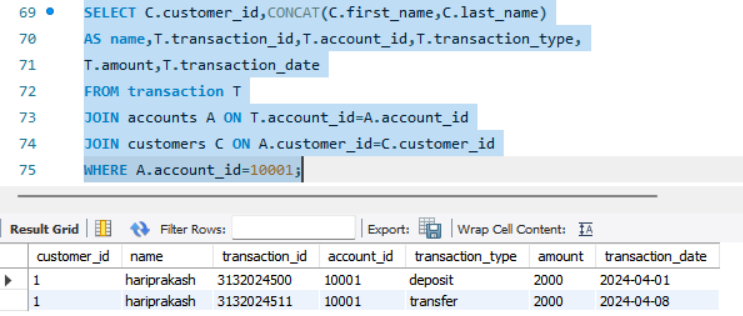 69 SELECT C.customer_id,CONCAT(C.first_name,C.last_name)
70 AS name,T.transaction_id,T.account_id,T.transaction_type,
71 T.amount,T.transaction_date
72 FROM transaction T
73 JOIN accounts A ON T.account_id=A.account_id
74 JOIN customers C ON A.customer_id=C.customer_id
75 WHERE A.account_id=10001;
Result Grid Filter Rows: Export: Wrap Cell Content: IA
customer_id name transaction_id account_id transaction_type amount transaction_date
1 hariprakash 3132024500 10001 deposit 2000 2024-04-01
1 hariprakash 3132024511 10001 transfer 2000 2024-04-08